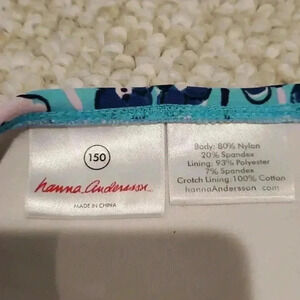 150
hanna andersson
MADE IN CHINA
Body: 80% Nylon
20% Spandex
Lining: 93% Polyester
7% Spandex
Crotch Lining: 100% Cotton
hannaAndersson.com